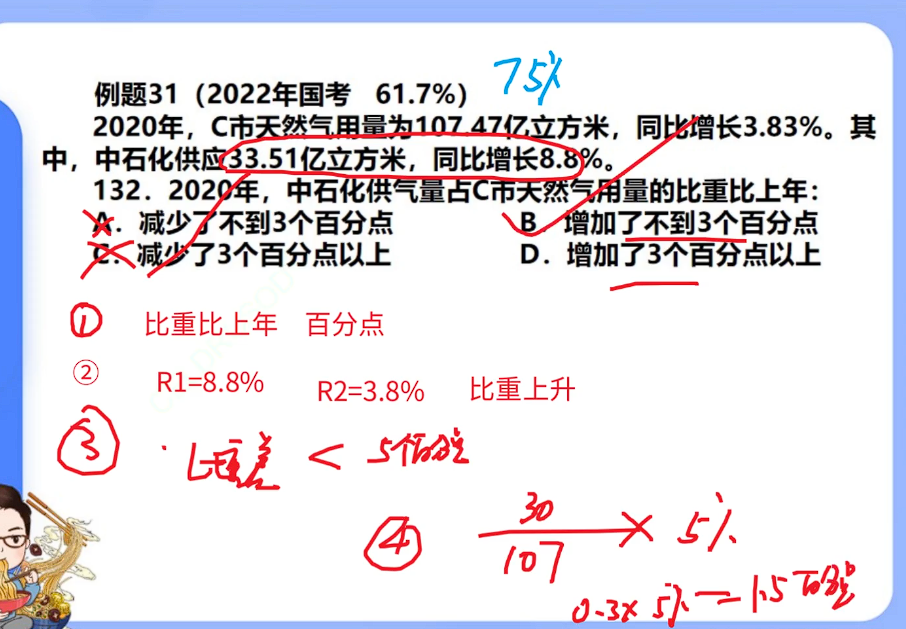 例题31（2022年国考 61.7%） 75%
2020年，C市天然气用量为107.47亿立方米，同比增长3.83%。其
中，中石化供应33.51亿立方米，同比增长8.8%。
132．2020年，中石化供气量占C市天然气用量的比重比上年：
A．减少了不到3个百分点 B．增加了不到3个百分点
C．减少了3个百分点以上 D．增加了3个百分点以上
① 比重比上年 百分点
② R1=8.8% R2=3.8% 比重上升
③ 比重差 < 5个百分点
④ 30/107 × 5%
0.3× 5% = 1.5百分点